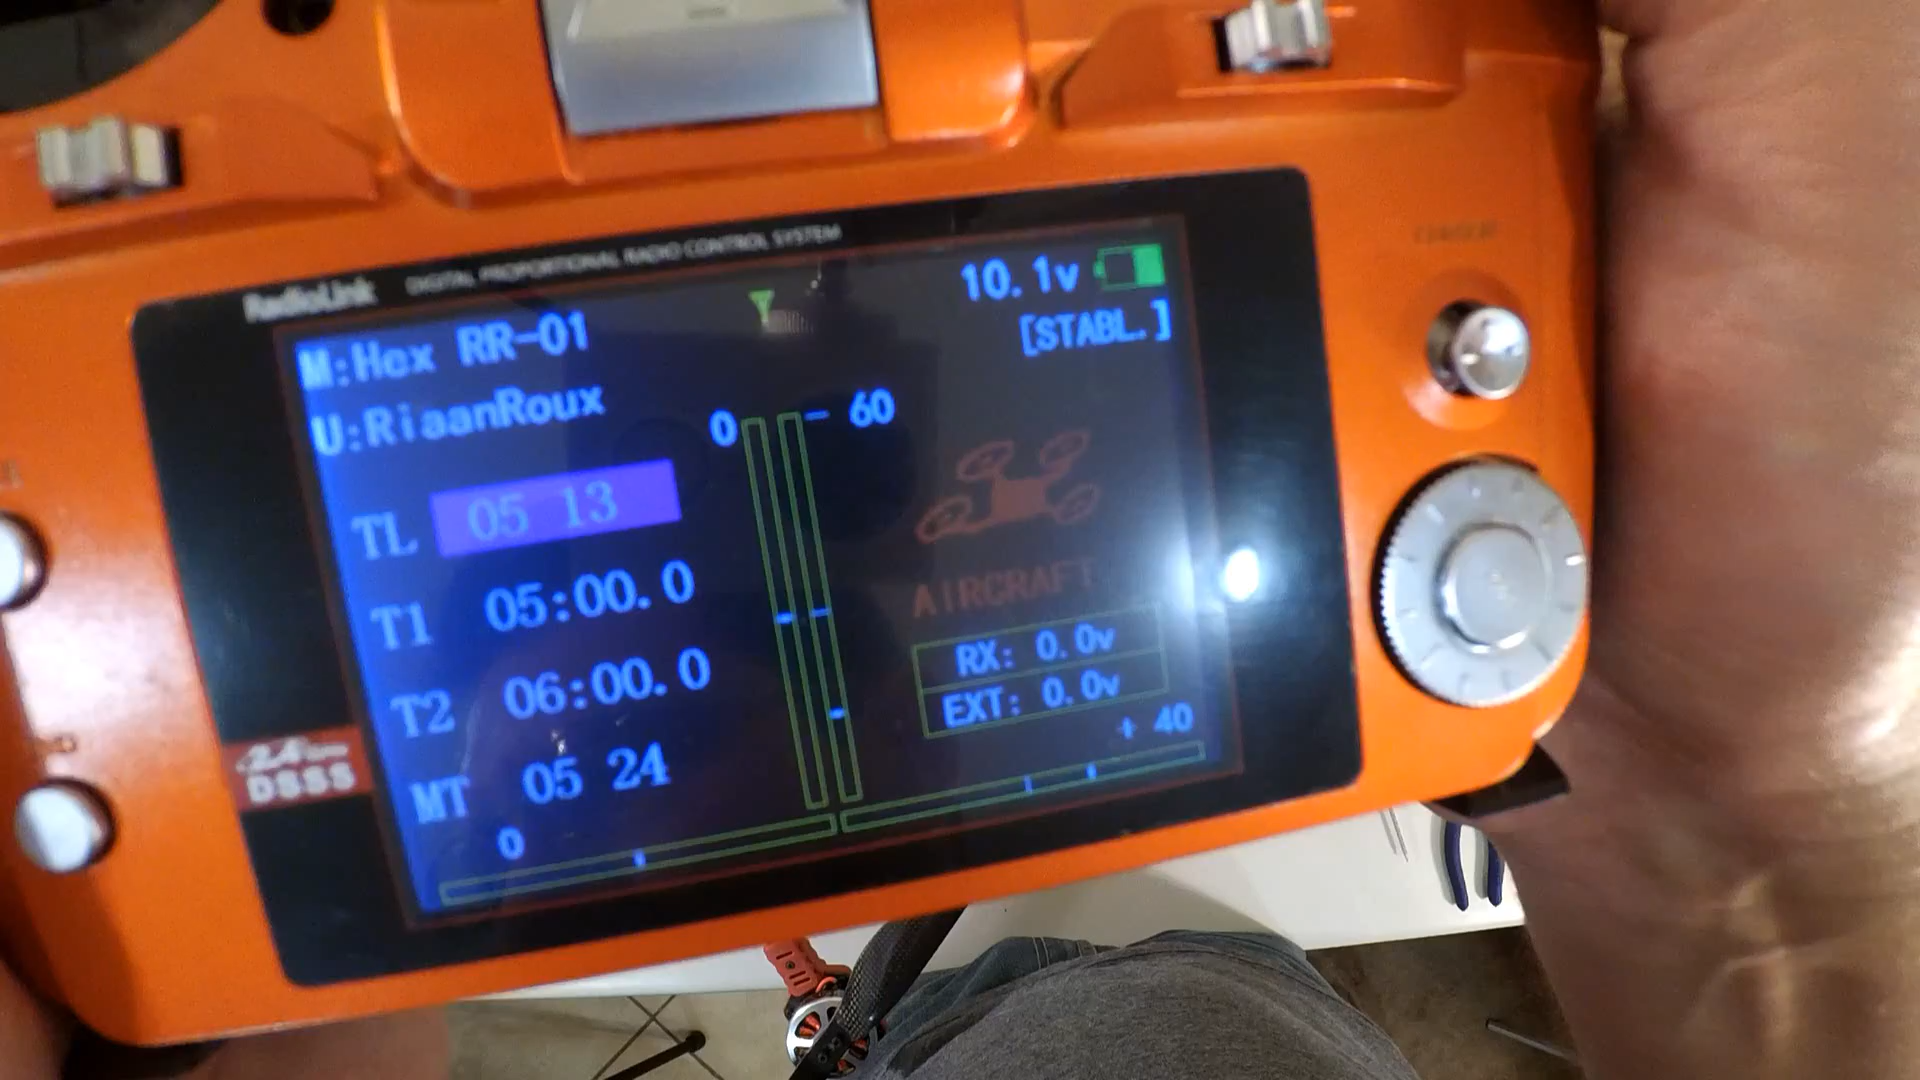 RadioLink DIGITAL PROPORTIONAL RADIO CONTROL SYSTEM
10.1v
M:Hex RR-01
[STABL.]
U:RiaanRoux
0
- 60
TL 05 13
T1 05:00.0
AIRCRAFT
RX: 0.0v
T2 06:00.0
EXT: 0.0v
+ 40
MT 05 24
0
DSSS